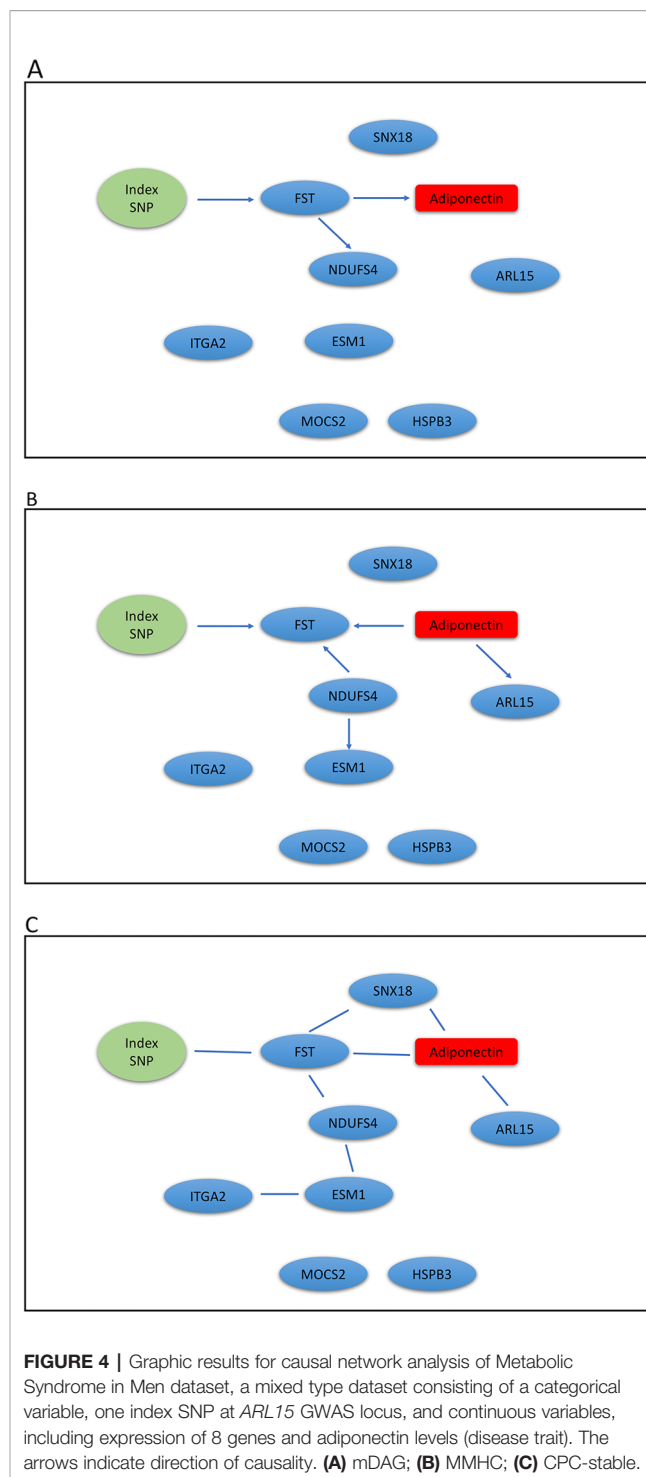 A
SNX18
Index
SNP
FST
Adiponectin
NDUFS4
ARL15
ITGA2
ESM1
MOCS2
HSPB3
B
SNX18
Index
SNP
FST
Adiponectin
NDUFS4
ARL15
ITGA2
ESM1
MOCS2
HSPB3
C
SNX18
Index
SNP
FST
Adiponectin
NDUFS4
ARL15
ITGA2
ESM1
MOCS2
HSPB3
FIGURE 4 | Graphic results for causal network analysis of Metabolic
Syndrome in Men dataset, a mixed type dataset consisting of a categorical
variable, one index SNP at ARL15 GWAS locus, and continuous variables,
including expression of 8 genes and adiponectin levels (disease trait). The
arrows indicate direction of causality. (A) mDAG; (B) MMHC; (C) CPC-stable.